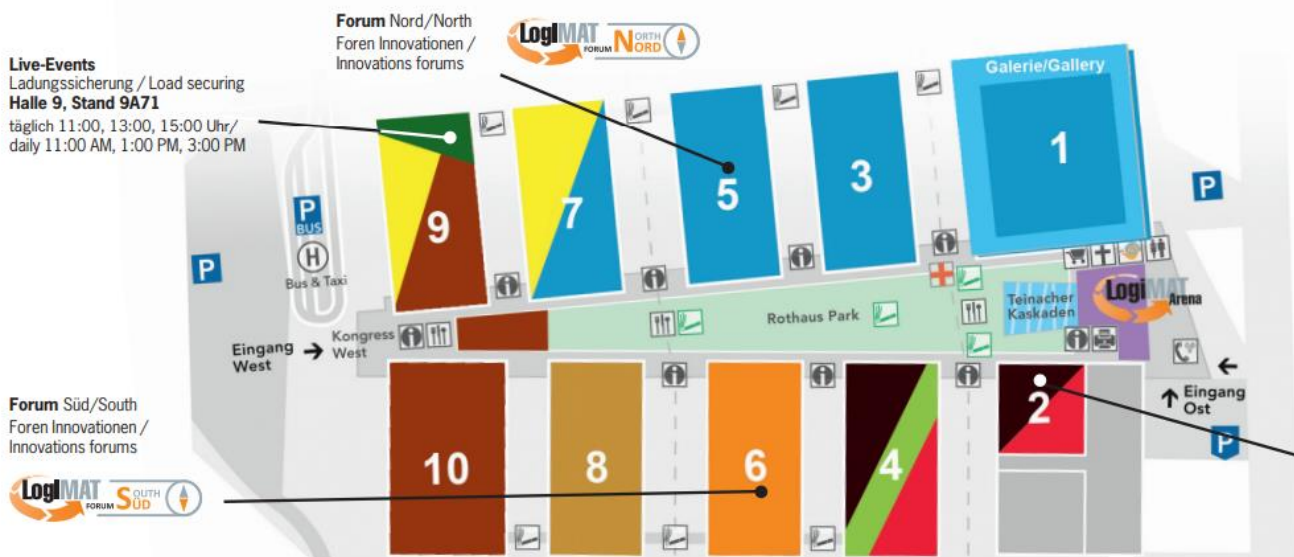 Forum Nord/North
Foren Innovationen /
Innovations forums
LogIMAT
FORUM NORTH
NORD
Live-Events
Ladungssicherung / Load securing
Halle 9, Stand 9A71
täglich 11:00, 13:00, 15:00 Uhr/
daily 11:00 AM, 1:00 PM, 3:00 PM
Galerie/Gallery
1
3
5
7
9
P
BUS
H
Bus & Taxi
P
P
Kongress
West
Eingang
West
Rothaus Park
Teinacher
Kaskaden
LogiMAT
Arena
Eingang
Ost
P
Forum Süd/South
Foren Innovationen /
Innovations forums
LogIMAT
FORUM SOUTH
SÜD
10
8
6
4
2